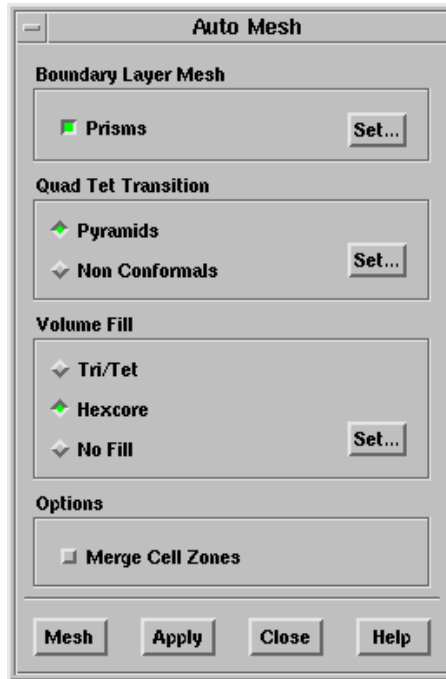 Auto Mesh
Boundary Layer Mesh
Prisms Set...
Quad Tet Transition
Pyramids
Non Conformals Set...
Volume Fill
Tri/Tet
Hexcore
No Fill Set...
Options
Merge Cell Zones
Mesh Apply Close Help